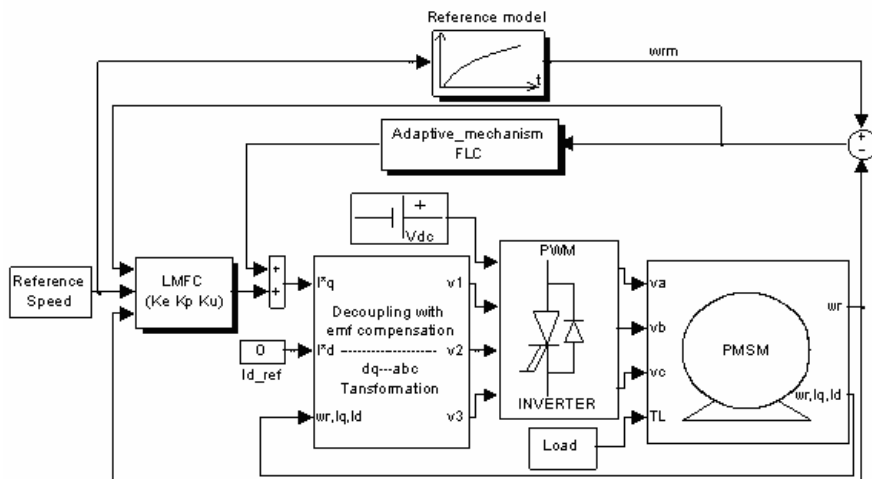 Reference model
t
wrm
Adaptive_mechanism
FLC
+
-
+
Vdc
Reference
Speed
LMFC
(Ke Kp Ku)
+
+
0
Id_ref
I*q
I*d
wr,Iq,Id
Decoupling with
emf compensation
dq---abc
Tansformation
v1
v2
v3
PWM
INVERTER
Load
va
vb
vc
TL
PMSM
wr
wr,Iq,Id